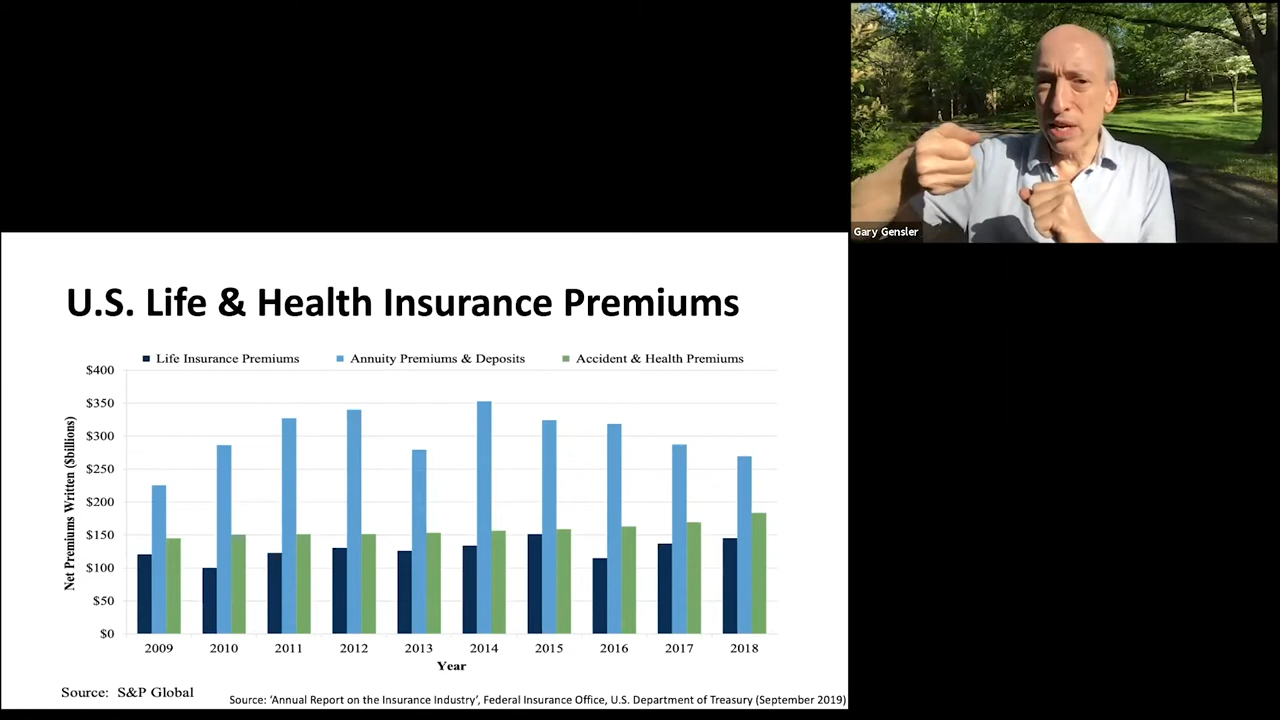 Gary Gensler
U.S. Life & Health Insurance Premiums
Life Insurance Premiums Annuity Premiums & Deposits Accident & Health Premiums
Net Premiums Written ($billions)
$400
$350
$300
$250
$200
$150
$100
$50
$0
2009 2010 2011 2012 2013 2014 2015 2016 2017 2018
Year
Source: S&P Global
Source: ‘Annual Report on the Insurance Industry’, Federal Insurance Office, U.S. Department of Treasury (September 2019)